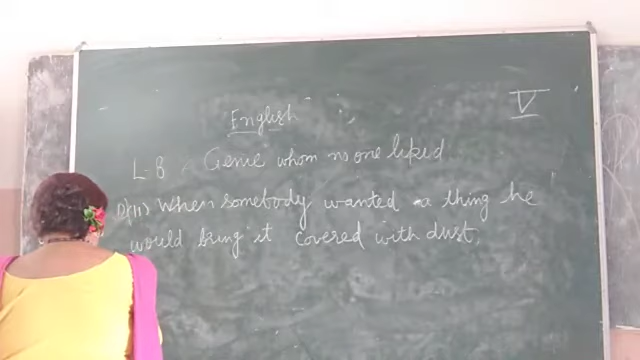 V
English
L-8 Genie whom no one liked
(ii) When somebody wanted a thing he
would bring it covered with dust.